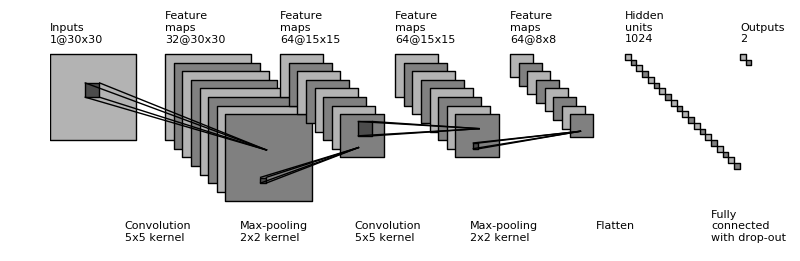 Inputs
1@30x30
Feature
maps
32@30x30
Feature
maps
64@15x15
Feature
maps
64@15x15
Feature
maps
64@8x8
Hidden
units
1024
Outputs
2
Convolution
5x5 kernel
Max-pooling
2x2 kernel
Convolution
5x5 kernel
Max-pooling
2x2 kernel
Flatten
Fully
connected
with drop-out